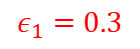 ϵ₁ = 0.3